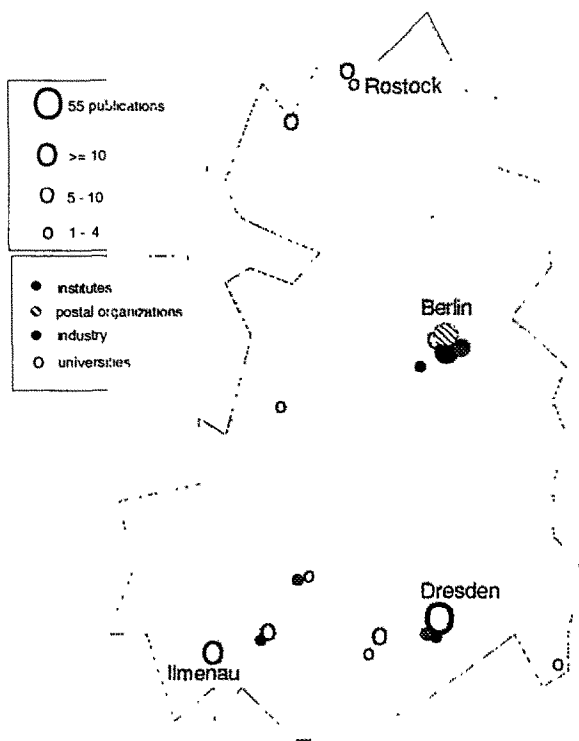 Rostock
55 publications
>= 10
5 - 10
1 - 4
institutes
postal organizations
industry
universities
Berlin
Dresden
Ilmenau